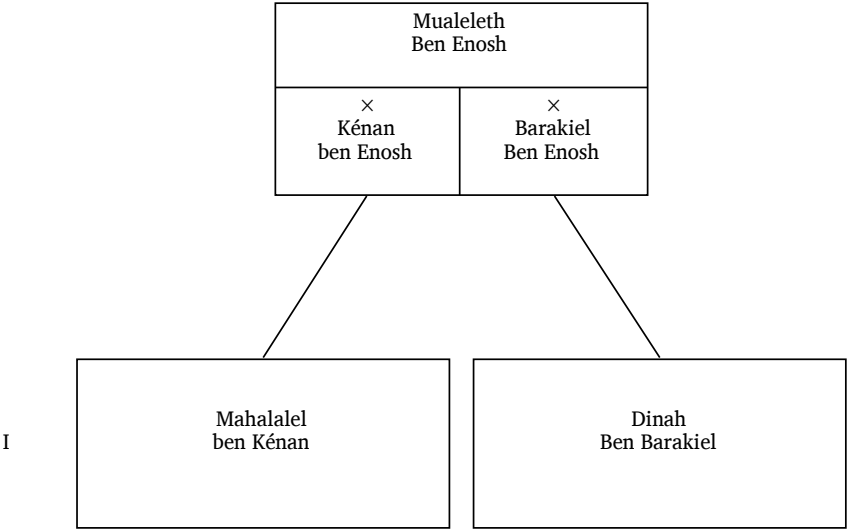 Mualeleth
Ben Enosh
×
Kénan
ben Enosh
×
Barakiel
Ben Enosh
I
Mahalalel
ben Kénan
Dinah
Ben Barakiel